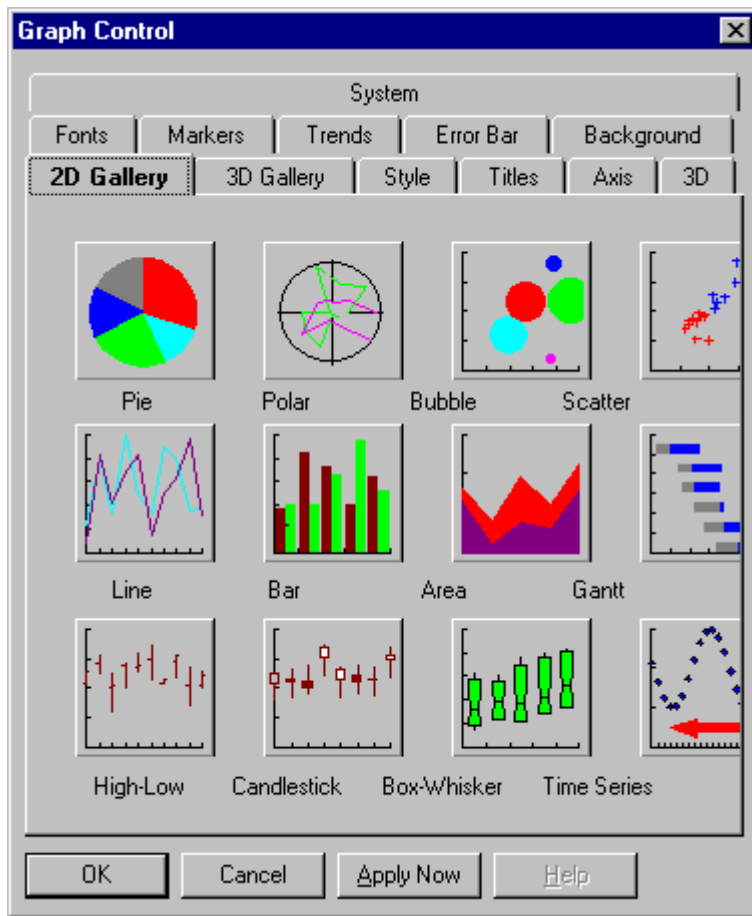 Graph Control
System
Fonts Markers Trends Error Bar Background
2D Gallery 3D Gallery Style Titles Axis 3D
Pie Polar Bubble Scatter
Line Bar Area Gantt
High-Low Candlestick Box-Whisker Time Series
OK Cancel Apply Now Help